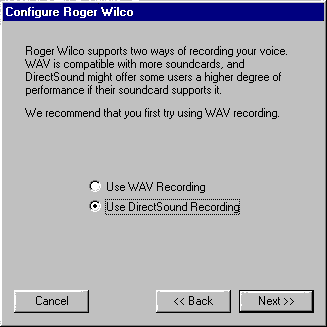 Configure Roger Wilco
Roger Wilco supports two ways of recording your voice.
WAV is compatible with more soundcards, and
DirectSound might offer some users a higher degree of
performance if their soundcard supports it.
We recommend that you first try using WAV recording.
Use WAV Recording
Use DirectSound Recording
Cancel
<< Back
Next >>